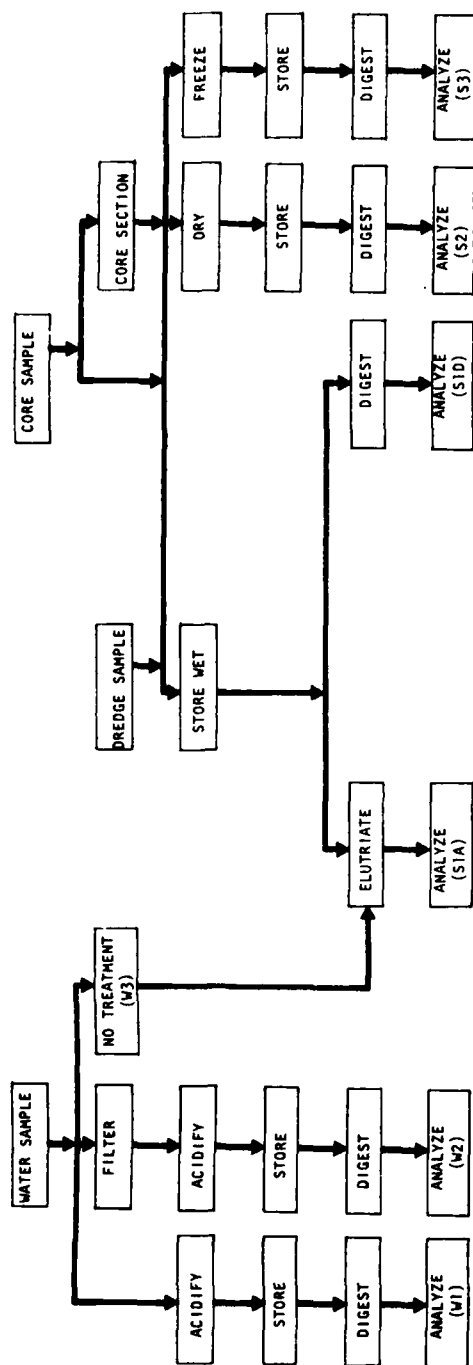 WATER SAMPLE
ACIDIFY
STORE
DIGEST
ANALYZE
(W1)
FILTER
ACIDIFY
STORE
DIGEST
ANALYZE
(W2)
NO TREATMENT
(W3)
DREDGE SAMPLE
STORE WET
ELUTRIATE
ANALYZE
(S1A)
DIGEST
ANALYZE
(S1D)
CORE SAMPLE
CORE SECTION
DRY
STORE
DIGEST
ANALYZE
(S2)
FREEZE
STORE
DIGEST
ANALYZE
(S3)